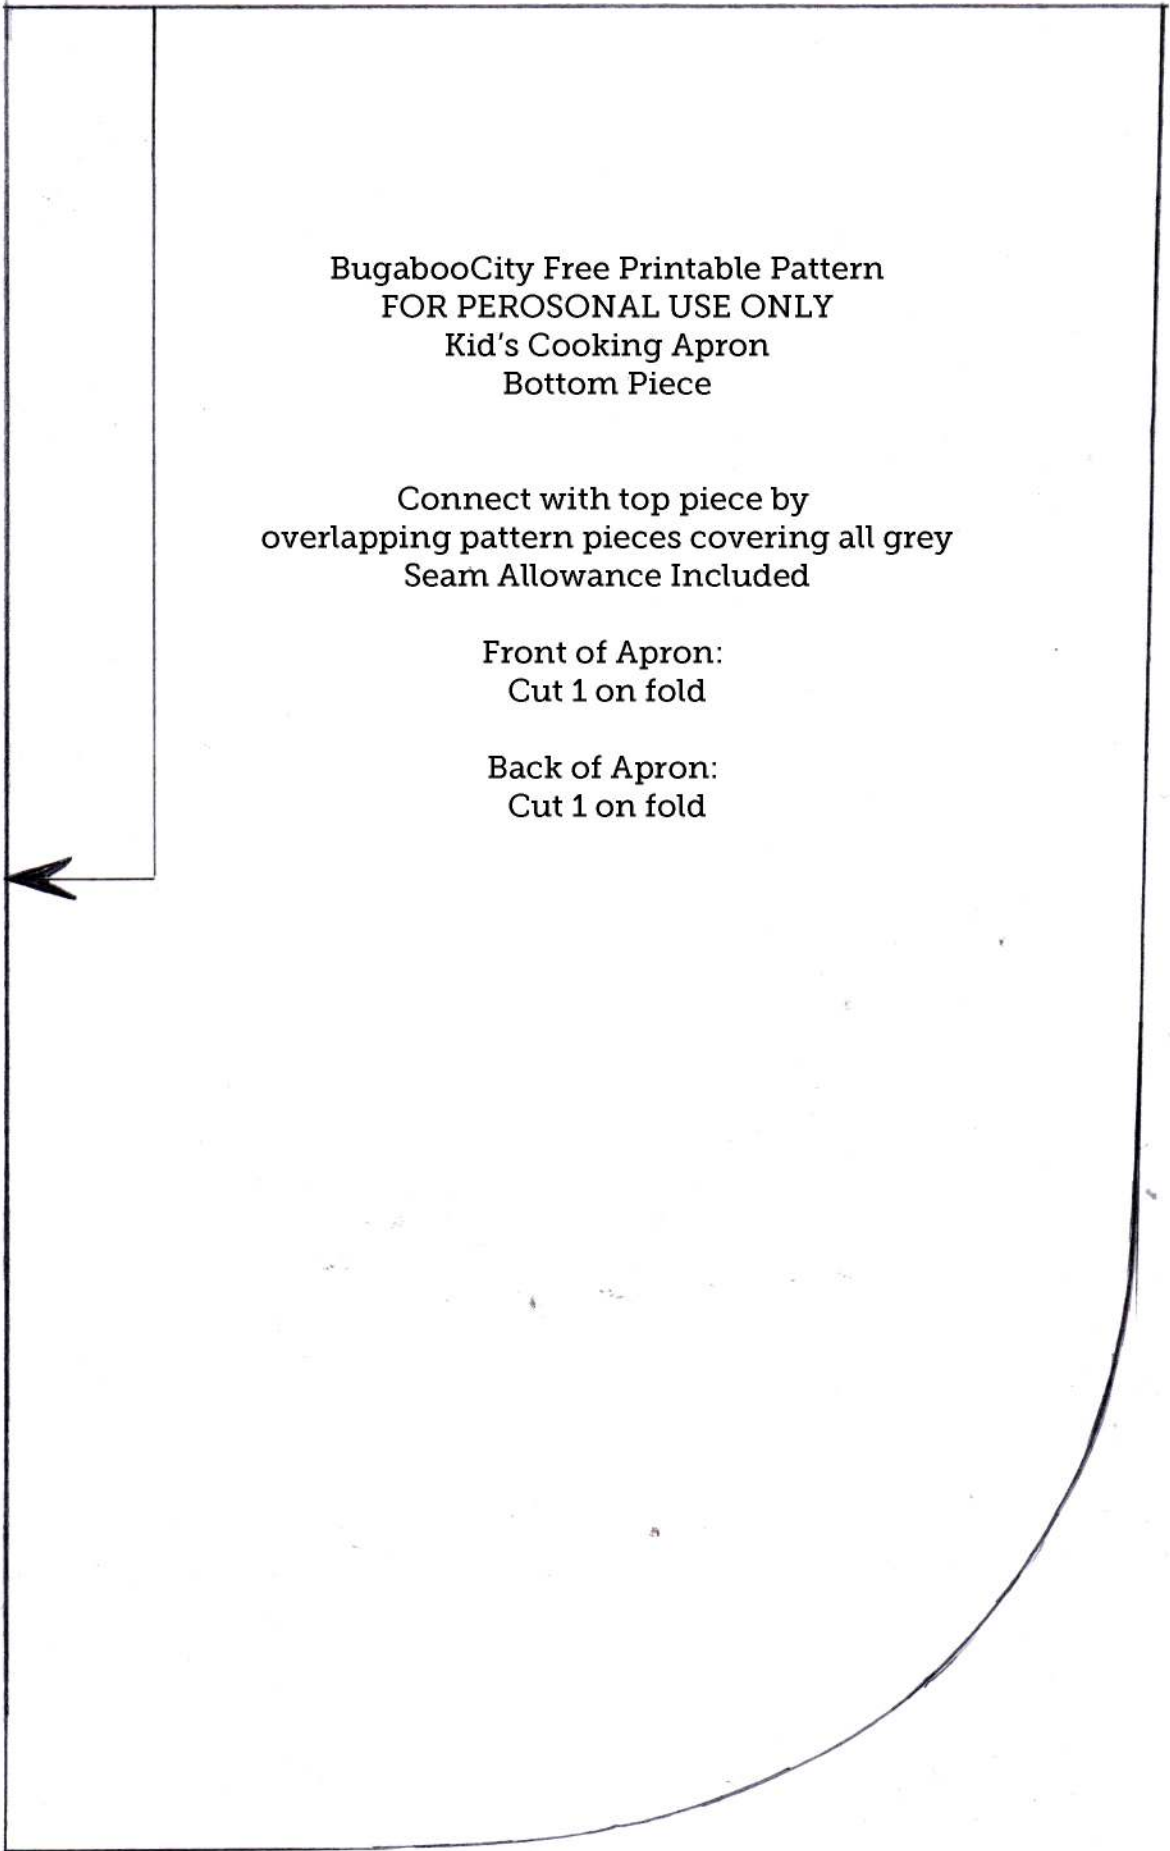 BugabooCity Free Printable Pattern
FOR PEROSONAL USE ONLY
Kid's Cooking Apron
Bottom Piece
Connect with top piece by
overlapping pattern pieces covering all grey
Seam Allowance Included
Front of Apron:
Cut 1 on fold
Back of Apron:
Cut 1 on fold